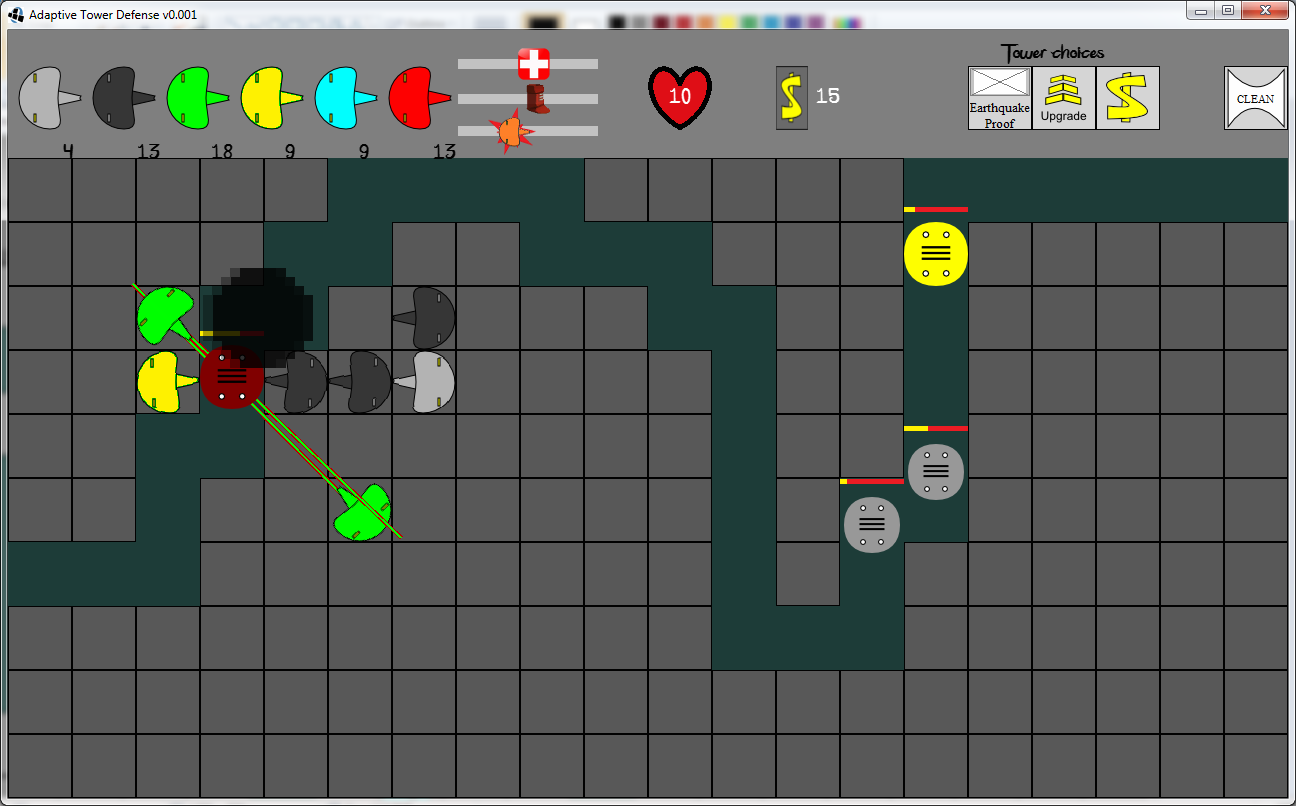 Adaptive Tower Defense v0.001
Tower choices
10
15
Earthquake
Proof
Upgrade
CLEAN
4 13 18 9 9 13